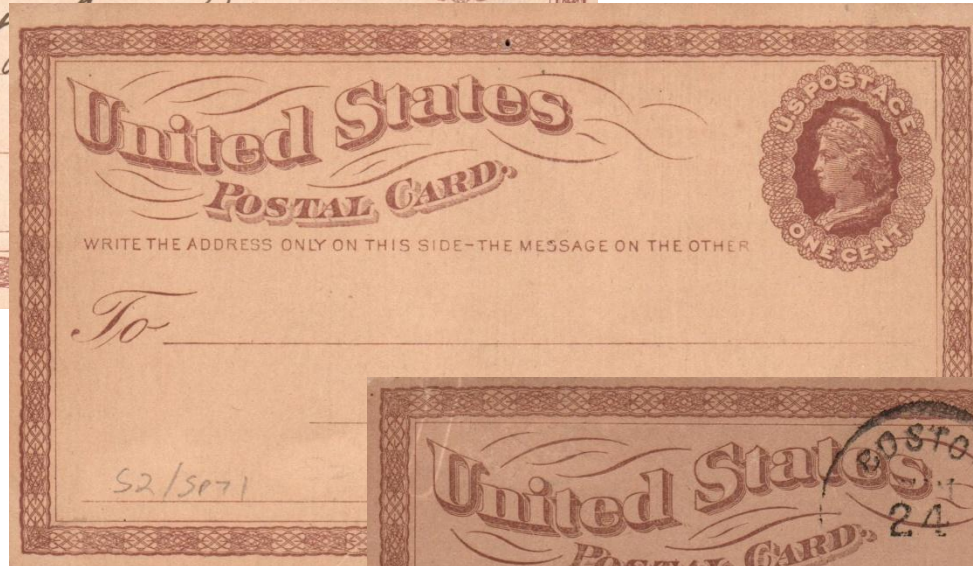 United States
POSTAL CARD.
U.S. POSTAGE
ONE CENT
WRITE THE ADDRESS ONLY ON THIS SIDE-THE MESSAGE ON THE OTHER
To
United States
POSTAL CARD.
BOSTO
24